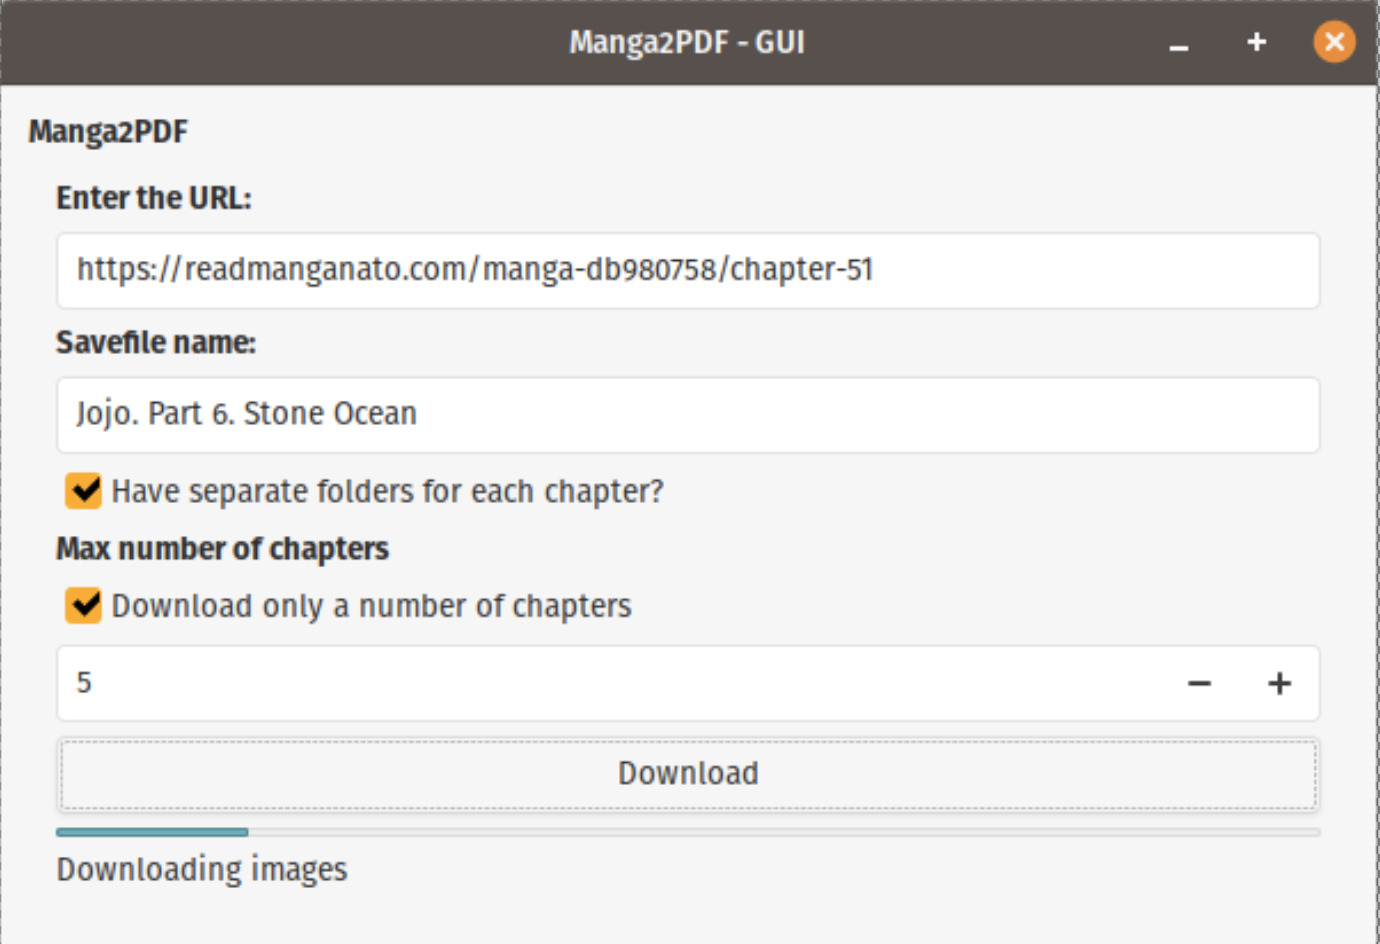 Manga2PDF - GUI
Manga2PDF
Enter the URL:
https://readmanganato.com/manga-db980758/chapter-51
Savefile name:
Jojo. Part 6. Stone Ocean
Have separate folders for each chapter?
Max number of chapters
Download only a number of chapters
5
Download
Downloading images